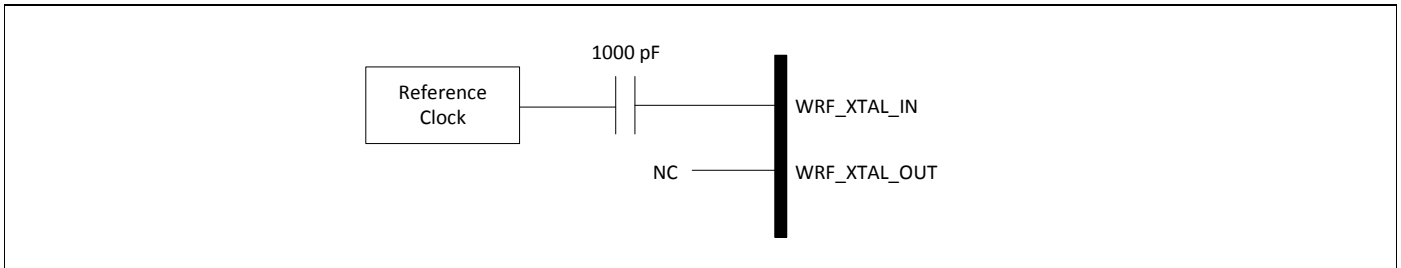 1000 pF
Reference
Clock
WRF_XTAL_IN
NC
WRF_XTAL_OUT